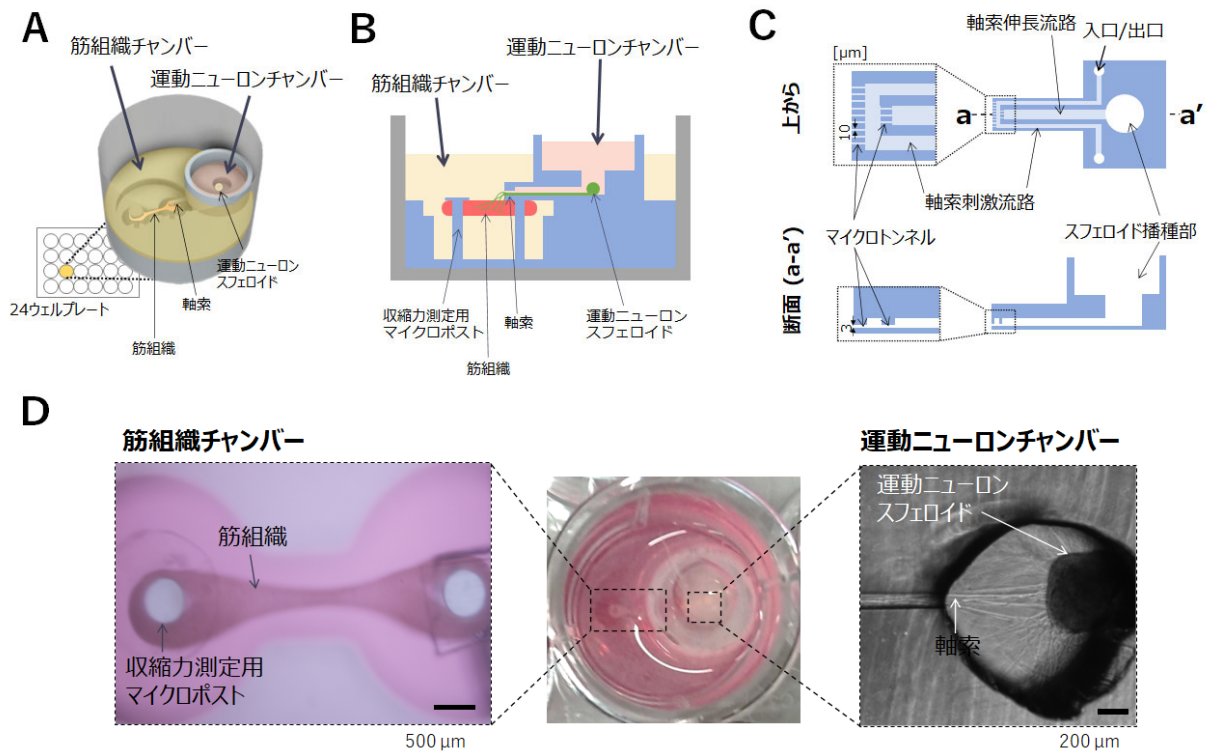 A
筋組織チャンバー
運動ニューロンチャンバー
運動ニューロン
スフェロイド
軸索
24ウェルプレート
筋組織
B
運動ニューロンチャンバー
筋組織チャンバー
収縮力測定用
マイクロポスト
軸索
運動ニューロン
スフェロイド
筋組織
C
軸索伸長流路
入口/出口
[μm]
上から
10
a
a’
軸索刺激流路
マイクロトンネル
スフェロイド播種部
断面 (a-a’)
3
D
筋組織チャンバー
筋組織
収縮力測定用
マイクロポスト
500 μm
運動ニューロンチャンバー
運動ニューロン
スフェロイド
軸索
200 μm